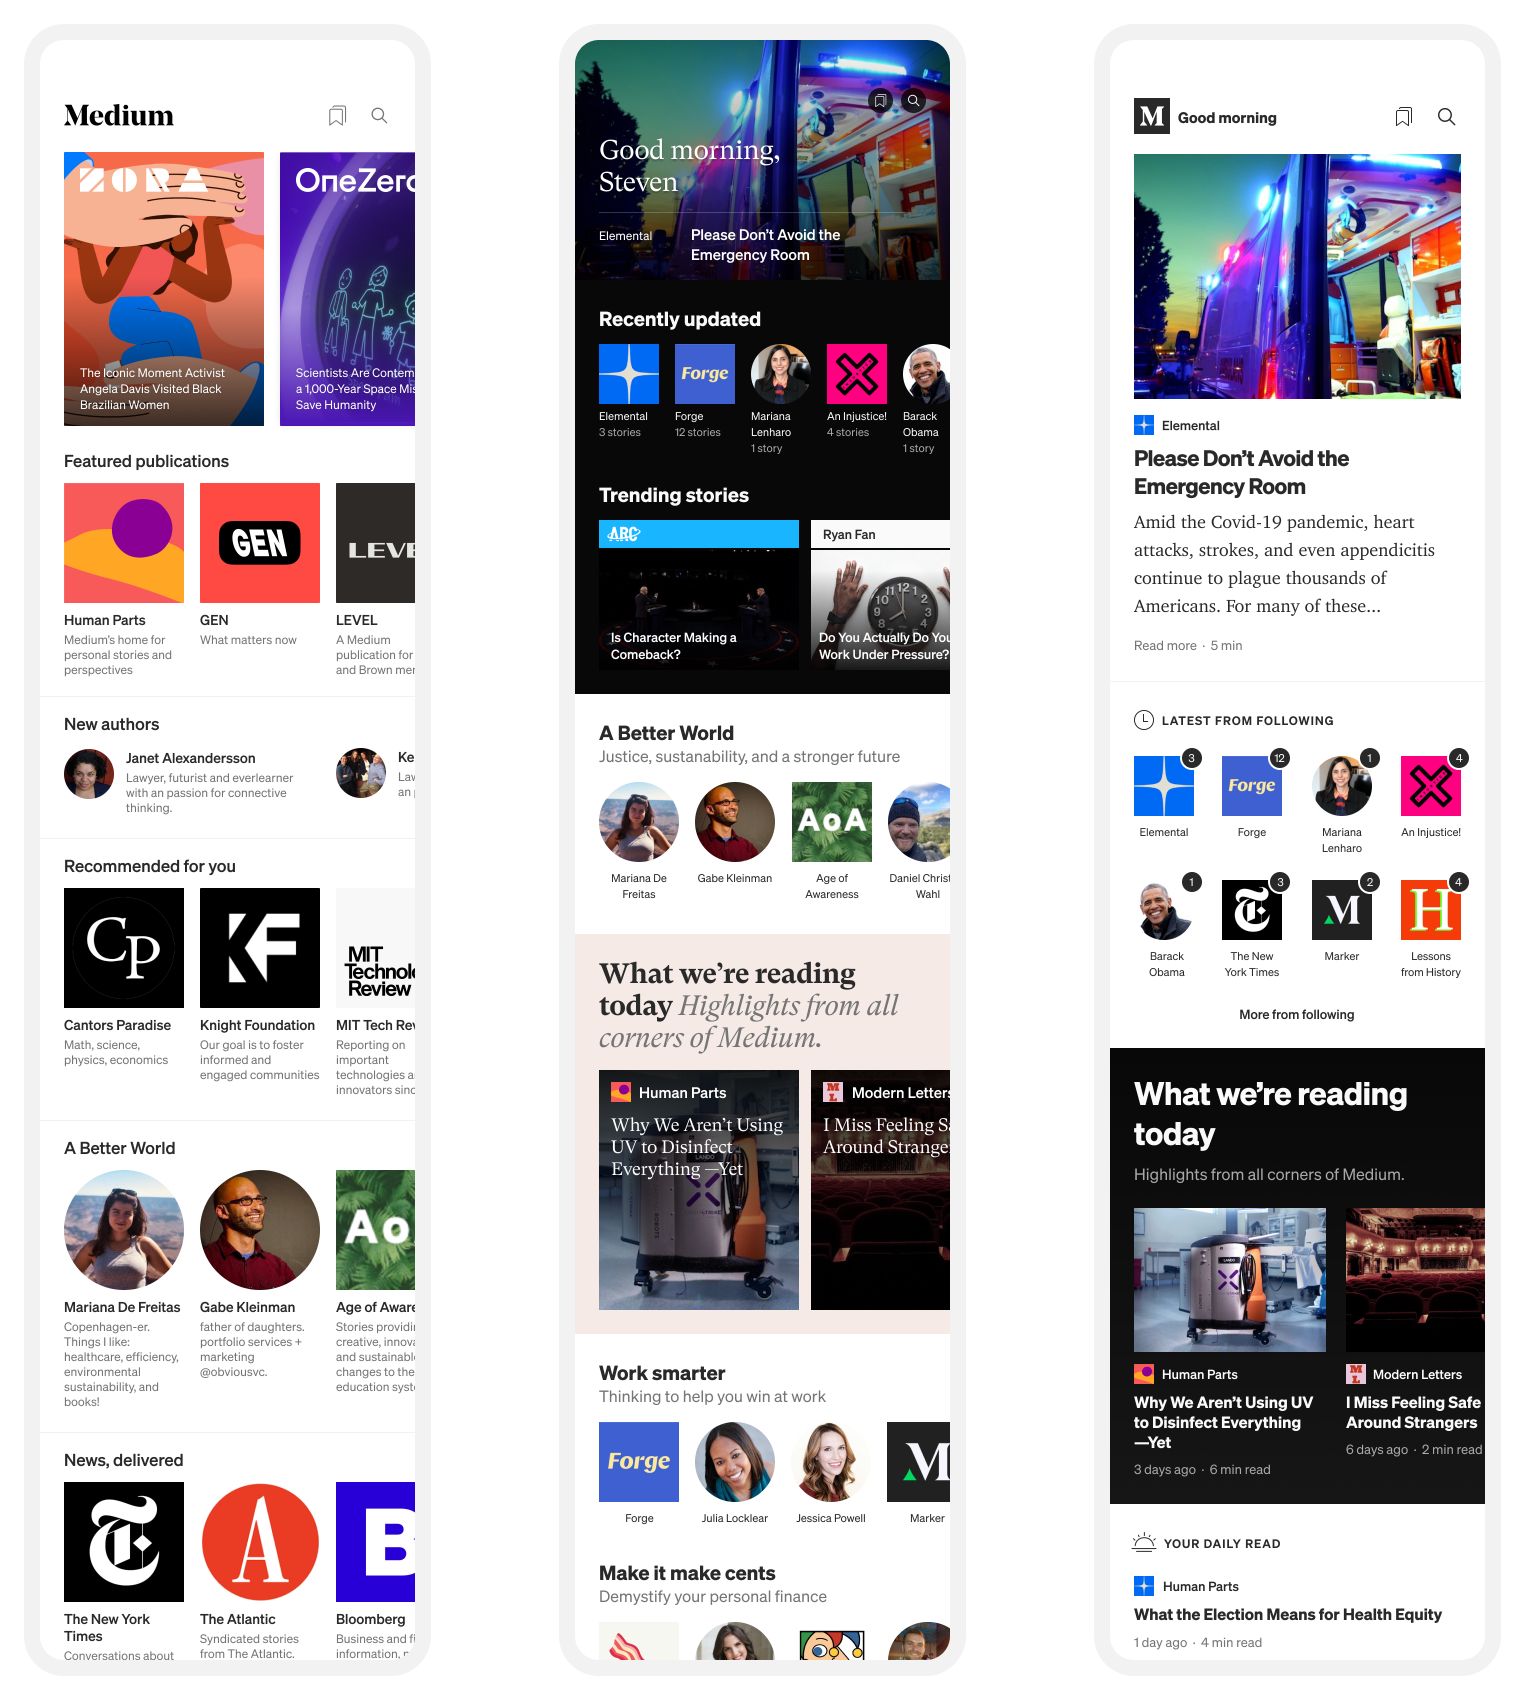 Medium
NORA
OneZero
The Iconic Moment Activist
Angela Davis Visited Black
Brazilian Women
Scientists Are Contem
a 1,000-Year Space Mis
Save Humanity
Featured publications
GEN
LEVE
Human Parts
Medium's home for
personal stories and
perspectives
GEN
What matters now
LEVEL
A Medium
publication for
and Brown mer
New authors
Janet Alexandersson
Lawyer, futurist and everlearner
with an passion for connective
thinking.
Ke
Law
an
Recommended for you
CP
KF
MIT
Technolo
Review
Cantors Paradise
Math, science,
physics, economics
Knight Foundation
Our goal is to foster
informed and
engaged communities
MIT Tech Rev
Reporting on
important
technologies a
innovators sinc
A Better World
Ao
Mariana De Freitas
Copenhagen-er.
Things I like:
healthcare, efficiency,
environmental
sustainability, and
books!
Gabe Kleinman
father of daughters.
portfolio services +
marketing
@obviousvc.
Age of Aware
Stories providi
creative, innova
and sustainabl
changes to the
education syst
News, delivered
T
A
B
The New York
Times
Conversations about
The Atlantic
Syndicated stories
from The Atlantic.
Bloomberg
Business and fi
information, n
Good morning,
Steven
Elemental
Please Don't Avoid the
Emergency Room
Recently updated
Forge
Elemental
3 stories
Forge
12 stories
Mariana
Lenharo
1 story
An Injustice!
4 stories
Barack
Obama
1 story
Trending stories
ARC
Is Character Making a
Comeback?
Ryan Fan
Do You Actually Do You
Work Under Pressure?
A Better World
Justice, sustanability, and a stronger future
AoA
Mariana De
Freitas
Gabe Kleinman
Age of
Awareness
Daniel Christ
Wahl
What we're reading
today Highlights from all
corners of Medium.
Human Parts
Why We Aren't Using
UV to Disinfect
Everything —Yet
LANDO
ML
Modern Letters
I Miss Feeling Sa
Around Strange
Work smarter
Thinking to help you win at work
Forge
M
Forge
Julia Locklear
Jessica Powell
Marker
Make it make cents
Demystify your personal finance
M
Good morning
Elemental
Please Don't Avoid the
Emergency Room
Amid the Covid-19 pandemic, heart
attacks, strokes, and even appendicitis
continue to plague thousands of
Americans. For many of these...
Read more · 5 min
LATEST FROM FOLLOWING
3
Forge
12
1
4
Elemental
Forge
Mariana
Lenharo
An Injustice!
1
T
3
M
2
H
4
Barack
Obama
The New
York Times
Marker
Lessons
from History
More from following
What we're reading
today
Highlights from all corners of Medium.
LANDO
Human Parts
Why We Aren't Using UV
to Disinfect Everything
—Yet
3 days ago · 6 min read
ML
Modern Letters
I Miss Feeling Safe
Around Strangers
6 days ago · 2 min read
YOUR DAILY READ
Human Parts
What the Election Means for Health Equity
1 day ago · 4 min read